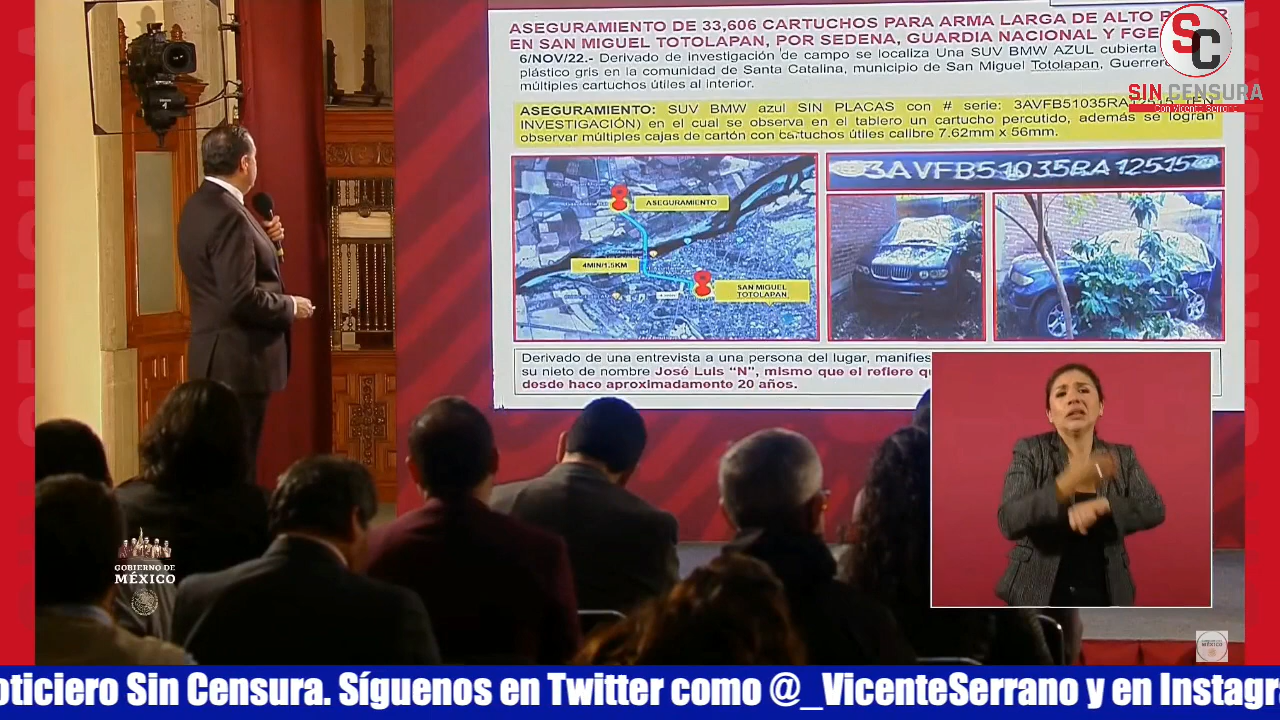 ASEGURAMIENTO DE 33,606 CARTUCHOS PARA ARMA LARGA DE ALTO
EN SAN MIGUEL TOTOLAPAN, POR SEDENA, GUARDIA NACIONAL Y FGE
6/NOV/22.- Derivado de investigación de campo se localiza Una SUV BMW AZUL cubierta
plástico gris en la comunidad de Santa Catalina, municipio de San Miguel Totolapan, Guerrero
múltiples cartuchos útiles al interior.
SC
SIN CENSURA
Con Vicente Serrano
ASEGURAMIENTO: SUV BMW azul SIN PLACAS con # serie: 3AVFB51035RA12515 (EN
INVESTIGACIÓN) en el cual se observa en el tablero un cartucho percutido, además se logran
observar múltiples cajas de cartón con cartuchos útiles calibre 7.62mm x 56mm.
3AVFB51035RA12515
ASEGURAMIENTO
4MIN/1.5KM
SAN MIGUEL
TOTOLAPAN,
Derivado de una entrevista a una persona del lugar,
su nieto de nombre José Luis “N”, mismo que el refiere
desde hace aproximadamente 20 años.
GOBIERNO DE
MÉXICO
oticiero Sin Censura. Síguenos en Twitter como @_VicenteSerrano y en Instagr